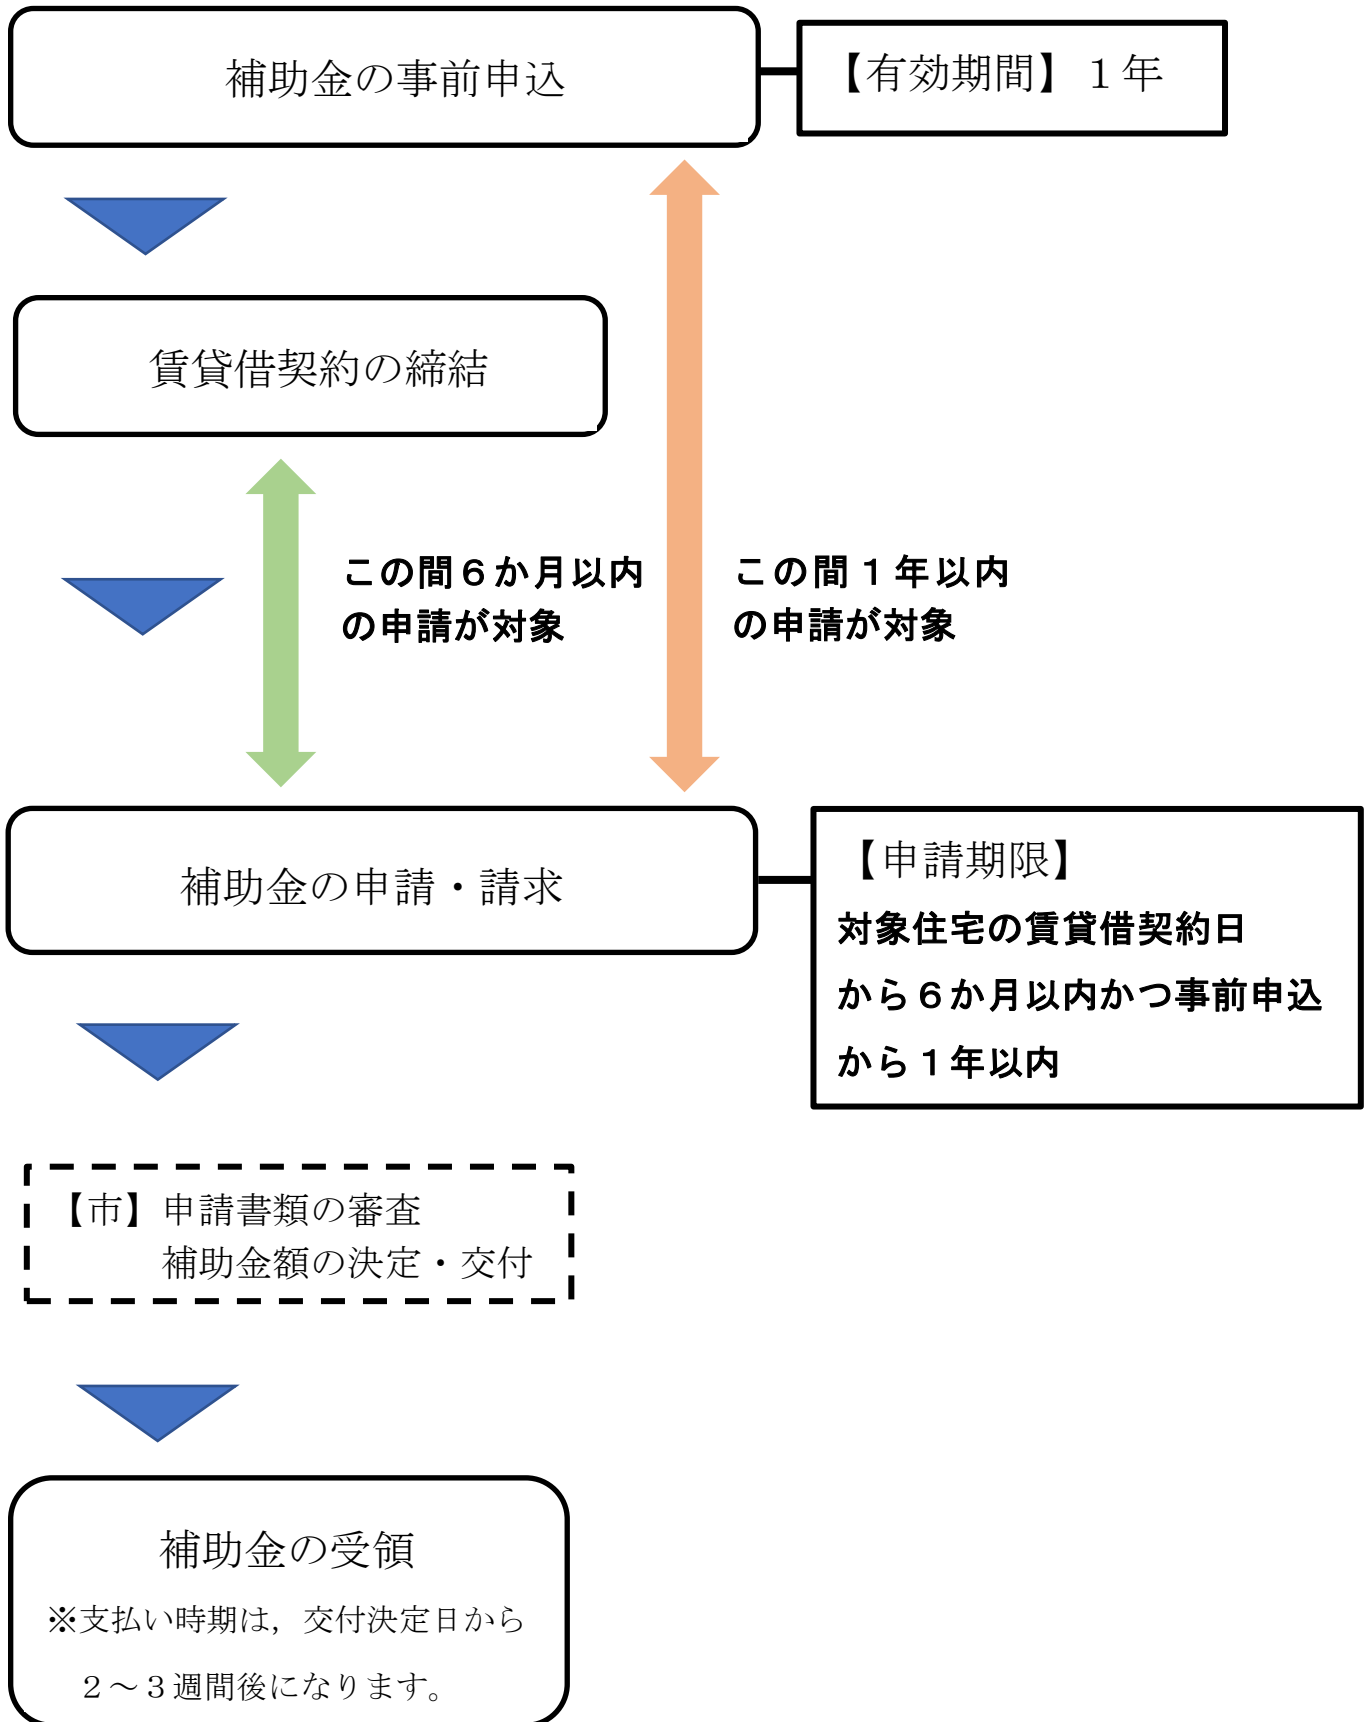 補助金の事前申込
【有効期間】１年
賃貸借契約の締結
この間６か月以内
の申請が対象
この間１年以内
の申請が対象
補助金の申請・請求
【申請期限】
対象住宅の賃貸借契約日
から６か月以内かつ事前申込
から１年以内
【市】申請書類の審査
補助金額の決定・交付
補助金の受領
※支払い時期は，交付決定日から
２～３週間後になります。